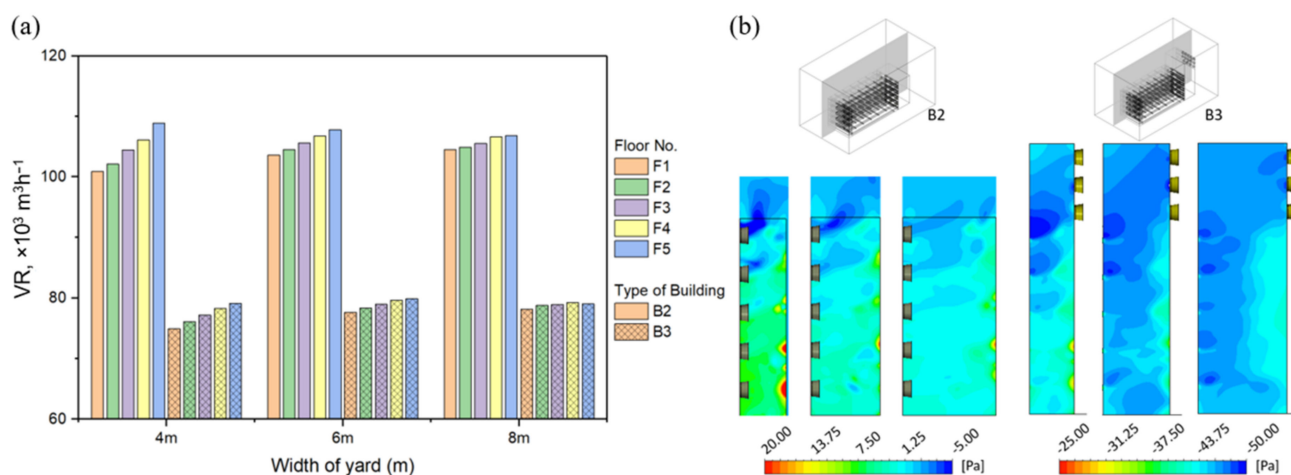 (a)
120
100
80
60
VR, ×10³ m³h⁻¹
4m
6m
8m
Width of yard (m)
Floor No.
F1
F2
F3
F4
F5
Type of Building
B2
B3
(b)
B2
B3
20.00 13.75 7.50 1.25 -5.00
[Pa]
-25.00 -31.25 -37.50 -43.75 -50.00
[Pa]